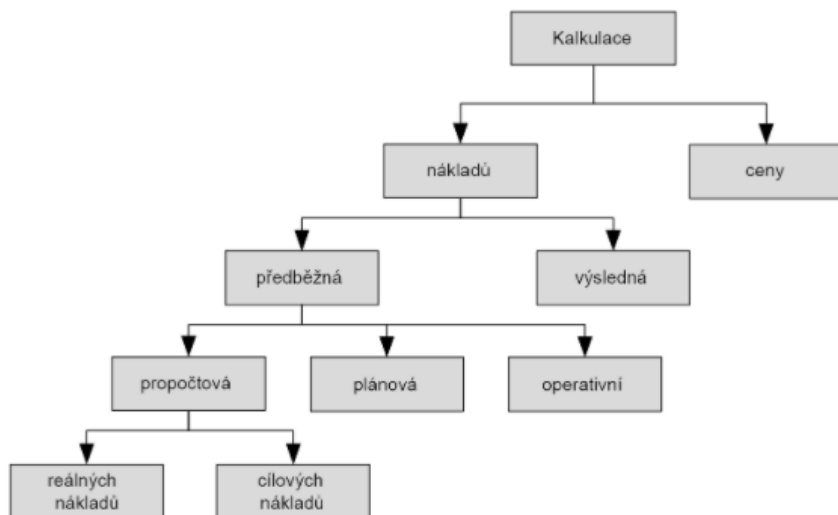 Kalkulace
nákladů
ceny
předběžná
výsledná
propočtová
plánová
operativní
reálných
nákladů
cílových
nákladů